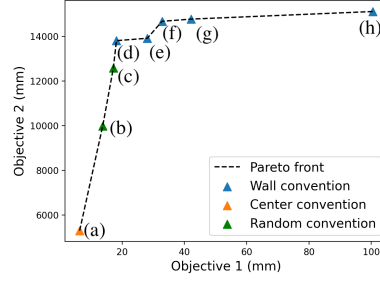 14000
12000
10000
8000
6000
Objective 2 (mm)
(a)
(b)
(c)
(d)
(e)
(f)
(g)
(h)
Pareto front
Wall convention
Center convention
Random convention
20
40
60
80
100
Objective 1 (mm)